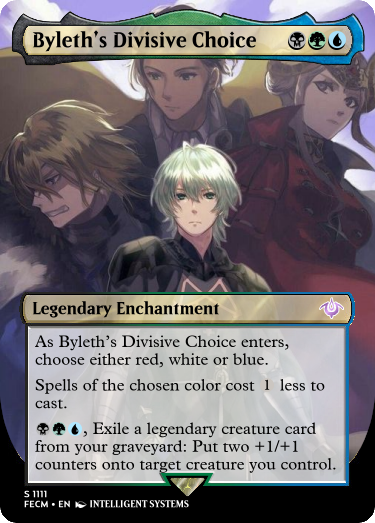 Byleth's Divisive Choice
Legendary Enchantment
As Byleth's Divisive Choice enters,
choose either red, white or blue.
Spells of the chosen color cost 1 less to
cast.
, Exile a legendary creature card
from your graveyard: Put two +1/+1
counters onto target creature you control.
S 1111
FECM • EN INTELLIGENT SYSTEMS